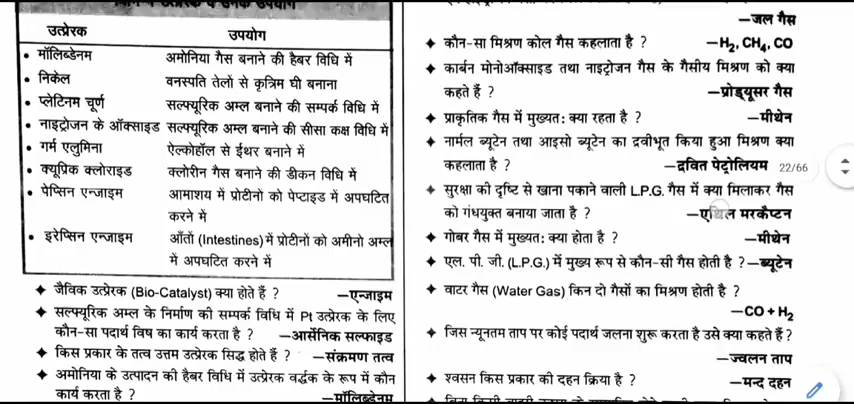 उत्प्रेरक उपयोग
• मॉलिब्डेनम अमोनिया गैस बनाने की हैबर विधि में
• निकेल वनस्पति तेलों से कृत्रिम घी बनाना
• प्लेटिनम चूर्ण सल्फ्यूरिक अम्ल बनाने की सम्पर्क विधि में
• नाइट्रोजन के ऑक्साइड सल्फ्यूरिक अम्ल बनाने की सीसा कक्ष विधि में
• गर्म एलुमिना ऐल्कोहॉल से ईथर बनाने में
• क्यूप्रिक क्लोराइड क्लोरीन गैस बनाने की डीकन विधि में
• पेप्सिन एन्जाइम आमाशय में प्रोटीनों को पेप्टाइड में अपघटित
करने में
• इरेप्सिन एन्जाइम आँतों (Intestines) में प्रोटीनों को अमीनो अम्ल
में अपघटित करने में
◆ जैविक उत्प्रेरक (Bio-Catalyst) क्या होते हैं ? —एन्जाइम
◆ सल्फ्यूरिक अम्ल के निर्माण की सम्पर्क विधि में Pt उत्प्रेरक के लिए
कौन-सा पदार्थ विष का कार्य करता है ? —आर्सेनिक सल्फाइड
◆ किस प्रकार के तत्व उत्तम उत्प्रेरक सिद्ध होते हैं ? —संक्रमण तत्व
◆ अमोनिया के उत्पादन की हैबर विधि में उत्प्रेरक वर्द्धक के रूप में कौन
कार्य करता है ? —मॉलिब्डेनम
—जल गैस
◆ कौन-सा मिश्रण कोल गैस कहलाता है ? —H₂, CH₄, CO
◆ कार्बन मोनोऑक्साइड तथा नाइट्रोजन गैस के गैसीय मिश्रण को क्या
कहते हैं ? —प्रोड्यूसर गैस
◆ प्राकृतिक गैस में मुख्यतः क्या रहता है ? —मीथेन
◆ नार्मल ब्यूटेन तथा आइसो ब्यूटेन का द्रवीभूत किया हुआ मिश्रण क्या
कहलाता है ? —द्रवित पेट्रोलियम 22/66
◆ सुरक्षा की दृष्टि से खाना पकाने वाली L.P.G. गैस में क्या मिलाकर गैस
को गंधयुक्त बनाया जाता है ? —एथिल मरकैप्टन
◆ गोबर गैस में मुख्यतः क्या होता है ? —मीथेन
◆ एल. पी. जी. (L.P.G.) में मुख्य रूप से कौन-सी गैस होती है ? —ब्यूटेन
◆ वाटर गैस (Water Gas) किन दो गैसों का मिश्रण होती है ?
—CO + H₂
◆ जिस न्यूनतम ताप पर कोई पदार्थ जलना शुरू करता है उसे क्या कहते हैं ?
—ज्वलन ताप
◆ श्वसन किस प्रकार की दहन क्रिया है ? —मन्द दहन